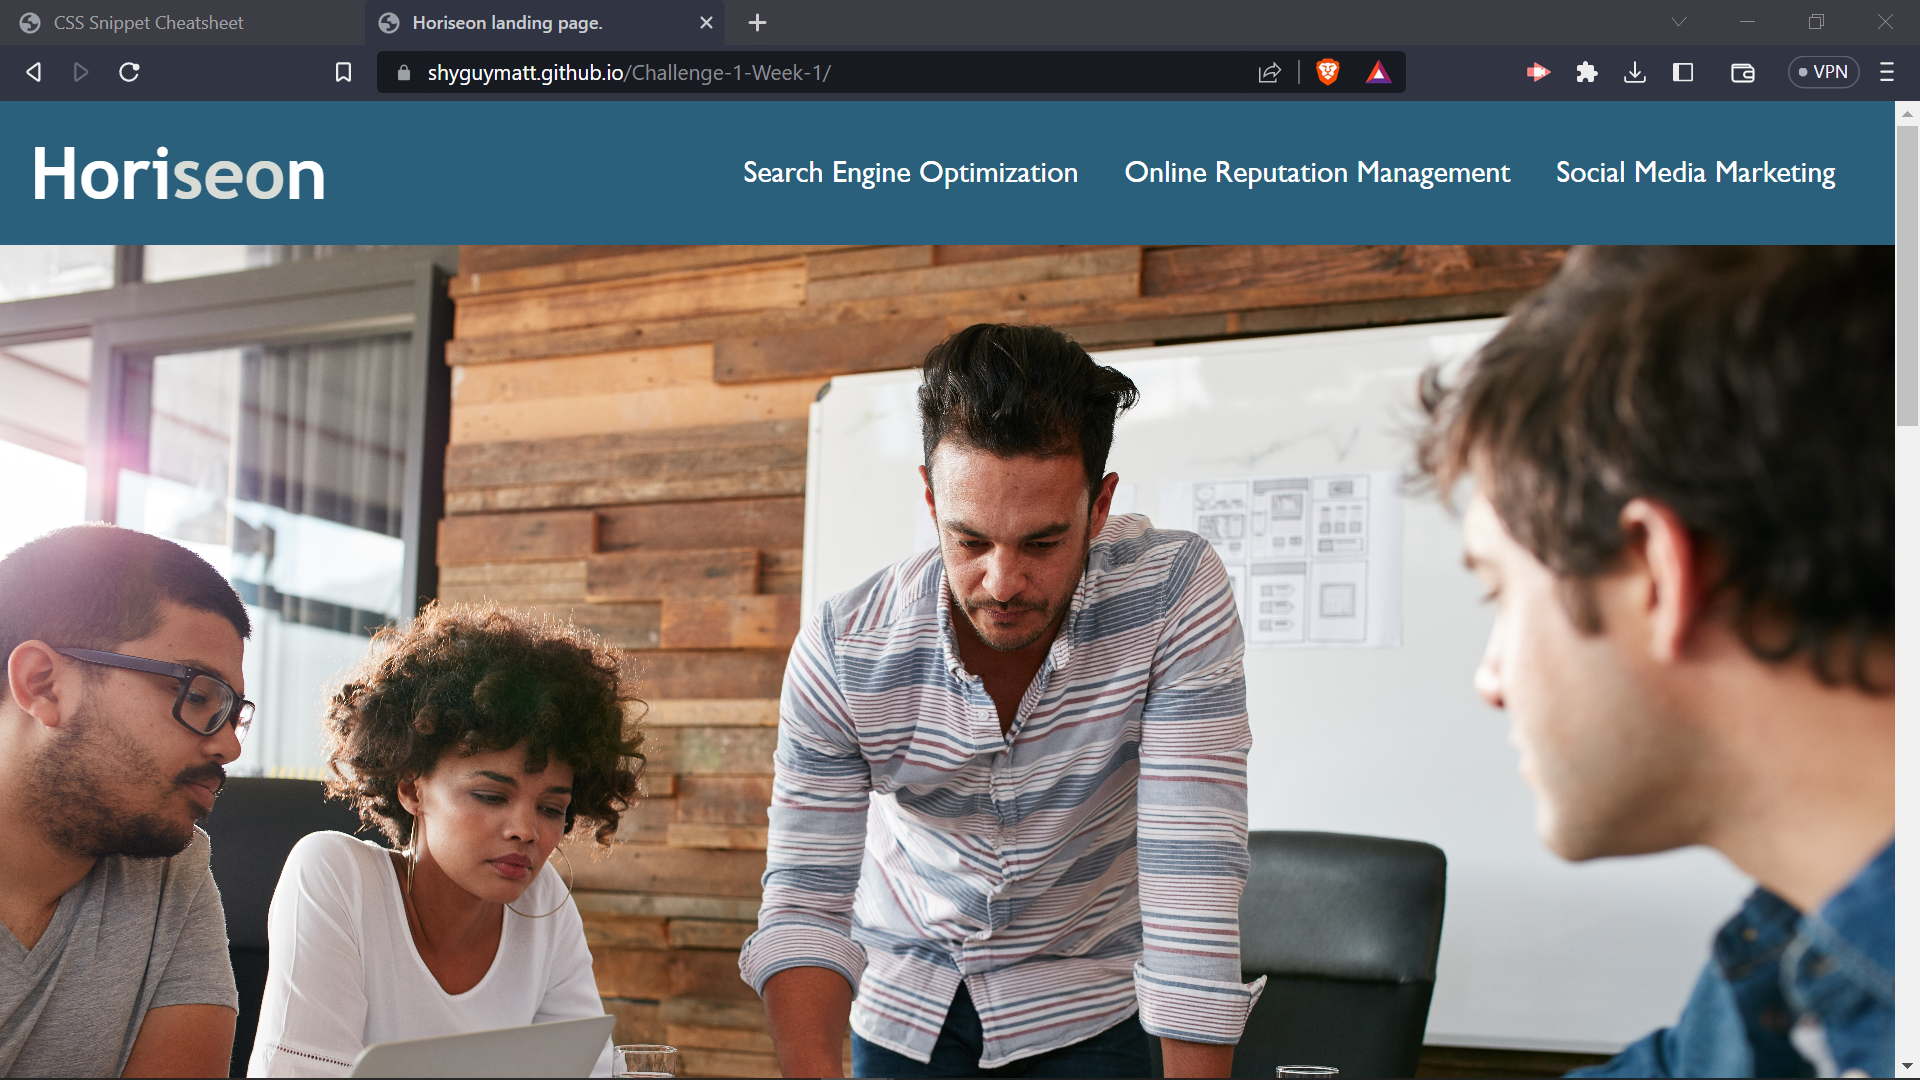 CSS Snippet Cheatsheet
Horiseon landing page.
shyguymatt.github.io/Challenge-1-Week-1/
VPN
Horiseon
Search Engine Optimization
Online Reputation Management
Social Media Marketing